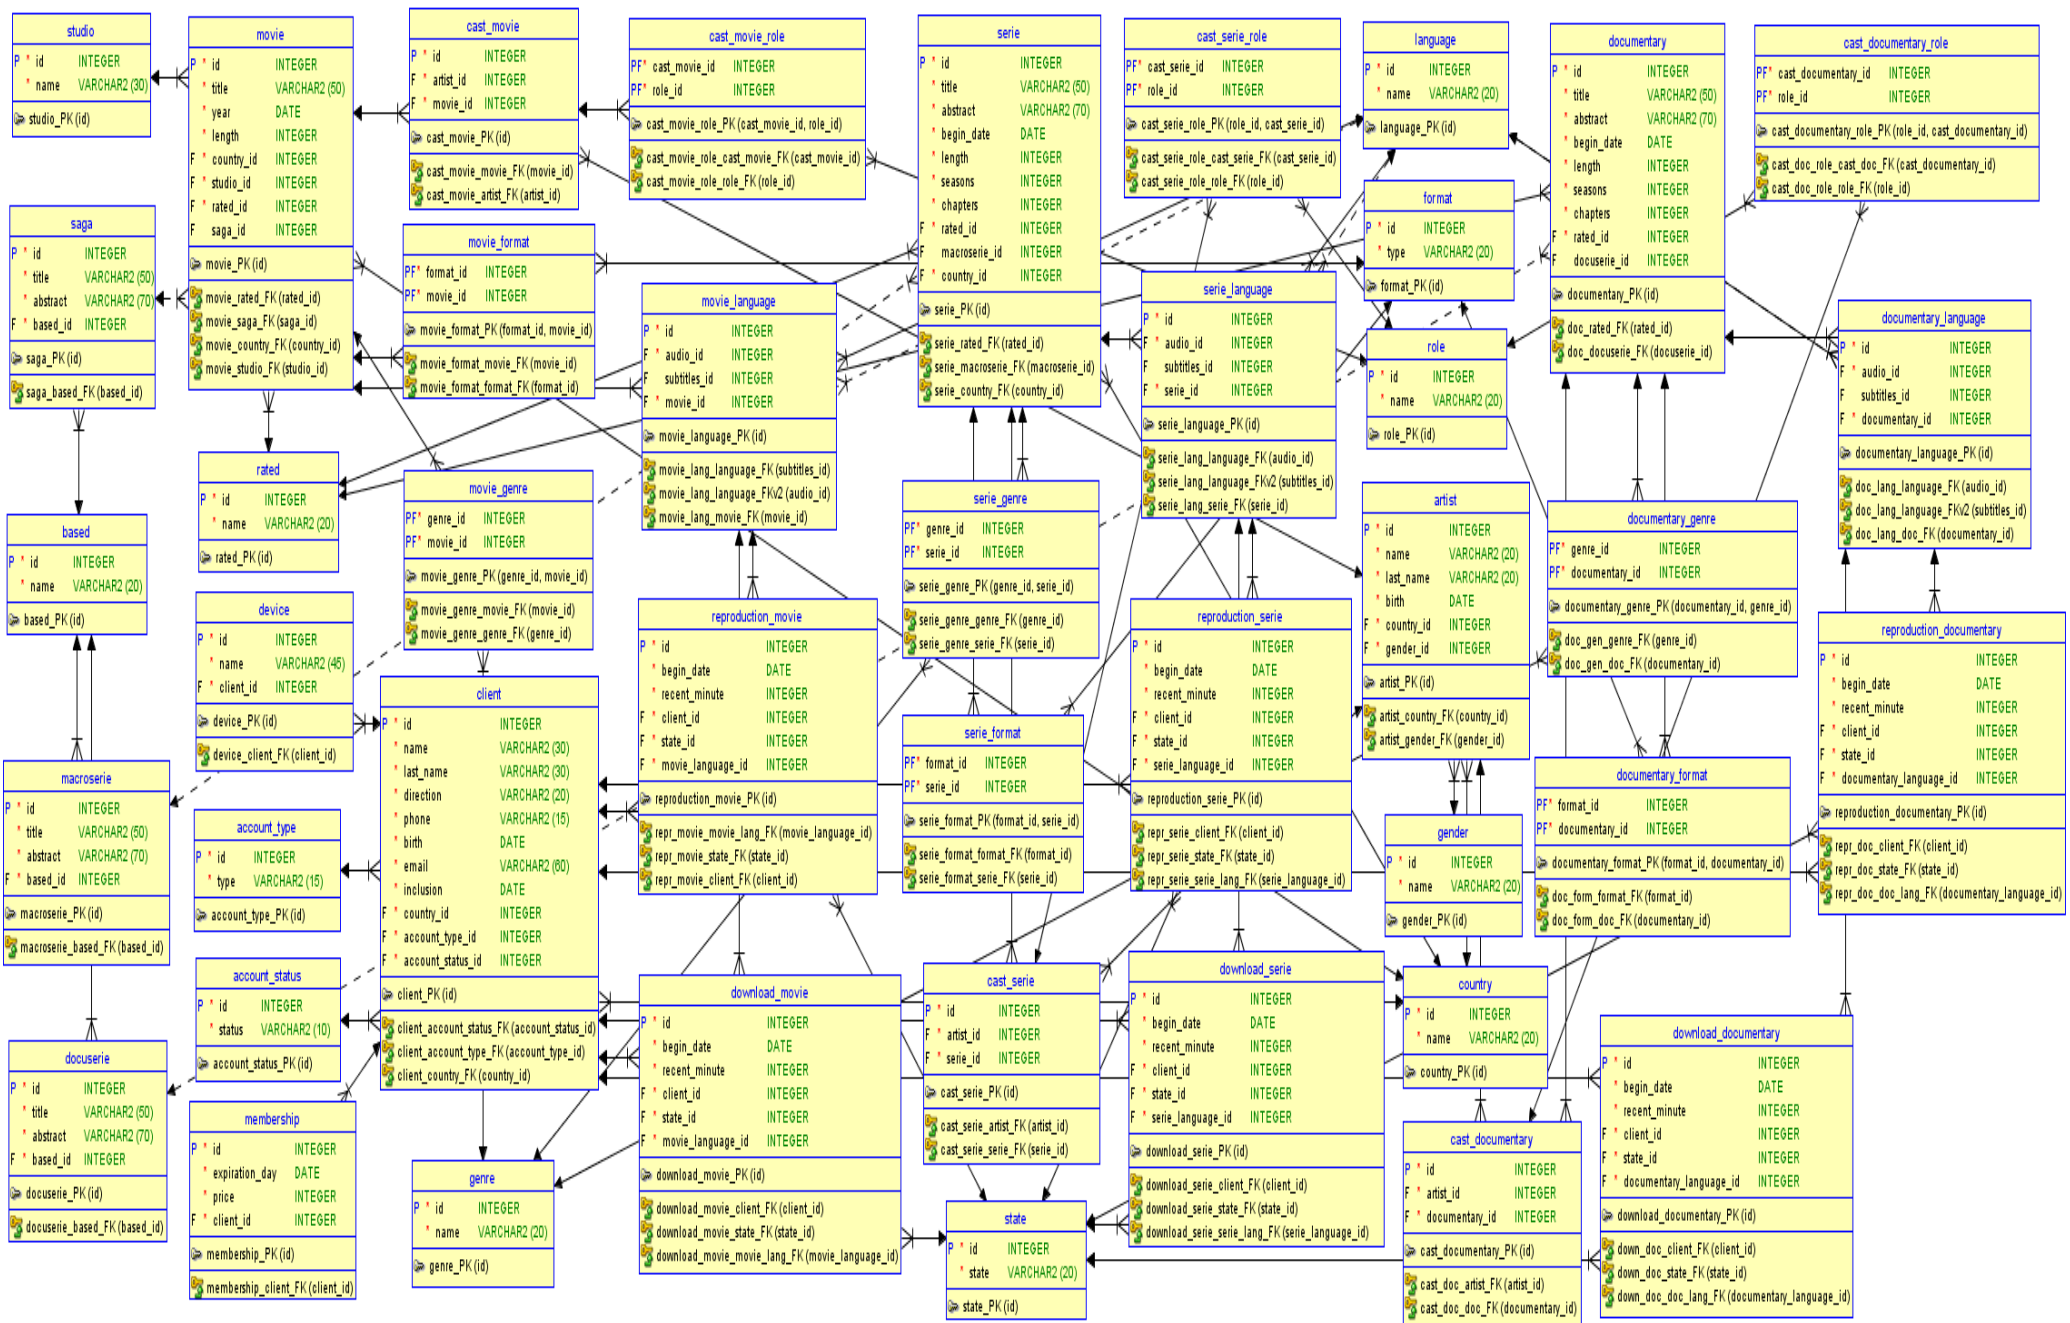 studio
P * id INTEGER
* name VARCHAR2 (30)
studio_PK (id)
movie
P * id INTEGER
* title VARCHAR2 (50)
* year DATE
* length INTEGER
F * country_id INTEGER
F * studio_id INTEGER
F * rated_id INTEGER
F saga_id INTEGER
movie_PK (id)
movie_rated_FK (rated_id)
movie_saga_FK (saga_id)
movie_country_FK (country_id)
movie_studio_FK (studio_id)
cast_movie
P * id INTEGER
F * artist_id INTEGER
F * movie_id INTEGER
cast_movie_PK (id)
cast_movie_movie_FK (movie_id)
cast_movie_artist_FK (artist_id)
cast_movie_role
PF* cast_movie_id INTEGER
PF* role_id INTEGER
cast_movie_role_PK (cast_movie_id, role_id)
cast_movie_role_cast_movie_FK (cast_movie_id)
cast_movie_role_role_FK (role_id)
serie
P * id INTEGER
* title VARCHAR2 (50)
* abstract VARCHAR2 (70)
* begin_date DATE
* length INTEGER
* seasons INTEGER
* chapters INTEGER
F * rated_id INTEGER
F macroserie_id INTEGER
F * country_id INTEGER
serie_PK (id)
serie_rated_FK (rated_id)
serie_macroserie_FK (macroserie_id)
serie_country_FK (country_id)
cast_serie_role
PF* cast_serie_id INTEGER
PF* role_id INTEGER
cast_serie_role_PK (role_id, cast_serie_id)
cast_serie_role_cast_serie_FK (cast_serie_id)
cast_serie_role_role_FK (role_id)
language
P * id INTEGER
* name VARCHAR2 (20)
language_PK (id)
documentary
P * id INTEGER
* title VARCHAR2 (50)
* abstract VARCHAR2 (70)
* begin_date DATE
* length INTEGER
* seasons INTEGER
* chapters INTEGER
F * rated_id INTEGER
F docuserie_id INTEGER
documentary_PK (id)
doc_rated_FK (rated_id)
doc_docuserie_FK (docuserie_id)
cast_documentary_role
PF* cast_documentary_id INTEGER
PF* role_id INTEGER
cast_documentary_role_PK (role_id, cast_documentary_id)
cast_doc_role_cast_doc_FK (cast_documentary_id)
cast_doc_role_role_FK (role_id)
saga
P * id INTEGER
* title VARCHAR2 (50)
* abstract VARCHAR2 (70)
F * based_id INTEGER
saga_PK (id)
saga_based_FK (based_id)
movie_format
PF* format_id INTEGER
PF* movie_id INTEGER
movie_format_PK (format_id, movie_id)
movie_format_movie_FK (movie_id)
movie_format_format_FK (format_id)
movie_language
P * id INTEGER
F * audio_id INTEGER
F subtitles_id INTEGER
F * movie_id INTEGER
movie_language_PK (id)
movie_lang_language_FK (subtitles_id)
movie_lang_language_FKv2 (audio_id)
movie_lang_movie_FK (movie_id)
serie_language
P * id INTEGER
F * audio_id INTEGER
F subtitles_id INTEGER
F * serie_id INTEGER
serie_language_PK (id)
serie_lang_language_FK (audio_id)
serie_lang_language_FKv2 (subtitles_id)
serie_lang_serie_FK (serie_id)
format
P * id INTEGER
* type VARCHAR2 (20)
format_PK (id)
role
P * id INTEGER
* name VARCHAR2 (20)
role_PK (id)
documentary_language
P * id INTEGER
F * audio_id INTEGER
F subtitles_id INTEGER
F * documentary_id INTEGER
documentary_language_PK (id)
doc_lang_language_FK (audio_id)
doc_lang_language_FKv2 (subtitles_id)
doc_lang_doc_FK (documentary_id)
rated
P * id INTEGER
* name VARCHAR2 (20)
rated_PK (id)
based
P * id INTEGER
* name VARCHAR2 (20)
based_PK (id)
movie_genre
PF* genre_id INTEGER
PF* movie_id INTEGER
movie_genre_PK (genre_id, movie_id)
movie_genre_movie_FK (movie_id)
movie_genre_genre_FK (genre_id)
serie_genre
PF* genre_id INTEGER
PF* serie_id INTEGER
serie_genre_PK (genre_id, serie_id)
serie_genre_genre_FK (genre_id)
serie_genre_serie_FK (serie_id)
artist
P * id INTEGER
* name VARCHAR2 (20)
* last_name VARCHAR2 (20)
* birth DATE
F * country_id INTEGER
F * gender_id INTEGER
artist_PK (id)
artist_country_FK (country_id)
artist_gender_FK (gender_id)
documentary_genre
PF* genre_id INTEGER
PF* documentary_id INTEGER
documentary_genre_PK (documentary_id, genre_id)
doc_gen_genre_FK (genre_id)
doc_gen_doc_FK (documentary_id)
device
P * id INTEGER
* name VARCHAR2 (45)
F * client_id INTEGER
device_PK (id)
device_client_FK (client_id)
reproduction_movie
P * id INTEGER
* begin_date DATE
* recent_minute INTEGER
F * client_id INTEGER
F * state_id INTEGER
F * movie_language_id INTEGER
reproduction_movie_PK (id)
repr_movie_movie_lang_FK (movie_language_id)
repr_movie_state_FK (state_id)
repr_movie_client_FK (client_id)
reproduction_serie
P * id INTEGER
* begin_date DATE
* recent_minute INTEGER
F * client_id INTEGER
F * state_id INTEGER
F * serie_language_id INTEGER
reproduction_serie_PK (id)
repr_serie_client_FK (client_id)
repr_serie_state_FK (state_id)
repr_serie_serie_lang_FK (serie_language_id)
reproduction_documentary
P * id INTEGER
* begin_date DATE
* recent_minute INTEGER
F * client_id INTEGER
F * state_id INTEGER
F * documentary_language_id INTEGER
reproduction_documentary_PK (id)
repr_doc_client_FK (client_id)
repr_doc_state_FK (state_id)
repr_doc_doc_lang_FK (documentary_language_id)
client
P * id INTEGER
* name VARCHAR2 (30)
* last_name VARCHAR2 (30)
* direction VARCHAR2 (20)
* phone VARCHAR2 (15)
* birth DATE
* email VARCHAR2 (60)
* inclusion DATE
F * country_id INTEGER
F * account_type_id INTEGER
F * account_status_id INTEGER
client_PK (id)
client_account_status_FK (account_status_id)
client_account_type_FK (account_type_id)
client_country_FK (country_id)
macroserie
P * id INTEGER
* title VARCHAR2 (50)
* abstract VARCHAR2 (70)
F * based_id INTEGER
macroserie_PK (id)
macroserie_based_FK (based_id)
account_type
P * id INTEGER
* type VARCHAR2 (15)
account_type_PK (id)
serie_format
PF* format_id INTEGER
PF* serie_id INTEGER
serie_format_PK (format_id, serie_id)
serie_format_format_FK (format_id)
serie_format_serie_FK (serie_id)
gender
P * id INTEGER
* name VARCHAR2 (20)
gender_PK (id)
documentary_format
PF* format_id INTEGER
PF* documentary_id INTEGER
documentary_format_PK (format_id, documentary_id)
doc_form_format_FK (format_id)
doc_form_doc_FK (documentary_id)
account_status
P * id INTEGER
* status VARCHAR2 (10)
account_status_PK (id)
download_movie
P * id INTEGER
* begin_date DATE
* recent_minute INTEGER
F * client_id INTEGER
F * state_id INTEGER
F * movie_language_id INTEGER
download_movie_PK (id)
download_movie_client_FK (client_id)
download_movie_state_FK (state_id)
download_movie_movie_lang_FK (movie_language_id)
cast_serie
P * id INTEGER
F * artist_id INTEGER
F * serie_id INTEGER
cast_serie_PK (id)
cast_serie_artist_FK (artist_id)
cast_serie_serie_FK (serie_id)
download_serie
P * id INTEGER
* begin_date DATE
* recent_minute INTEGER
F * client_id INTEGER
F * state_id INTEGER
F * serie_language_id INTEGER
download_serie_PK (id)
download_serie_client_FK (client_id)
download_serie_state_FK (state_id)
download_serie_serie_lang_FK (serie_language_id)
country
P * id INTEGER
* name VARCHAR2 (20)
country_PK (id)
download_documentary
P * id INTEGER
* begin_date DATE
* recent_minute INTEGER
F * client_id INTEGER
F * state_id INTEGER
F * documentary_language_id INTEGER
download_documentary_PK (id)
down_doc_client_FK (client_id)
down_doc_state_FK (state_id)
down_doc_doc_lang_FK (documentary_language_id)
docuserie
P * id INTEGER
* title VARCHAR2 (50)
* abstract VARCHAR2 (70)
F * based_id INTEGER
docuserie_PK (id)
docuserie_based_FK (based_id)
membership
P * id INTEGER
* expiration_day DATE
* price INTEGER
F * client_id INTEGER
membership_PK (id)
membership_client_FK (client_id)
genre
P * id INTEGER
* name VARCHAR2 (20)
genre_PK (id)
state
P * id INTEGER
* state VARCHAR2 (20)
state_PK (id)
cast_documentary
P * id INTEGER
F * artist_id INTEGER
F * documentary_id INTEGER
cast_documentary_PK (id)
cast_doc_artist_FK (artist_id)
cast_doc_doc_FK (documentary_id)